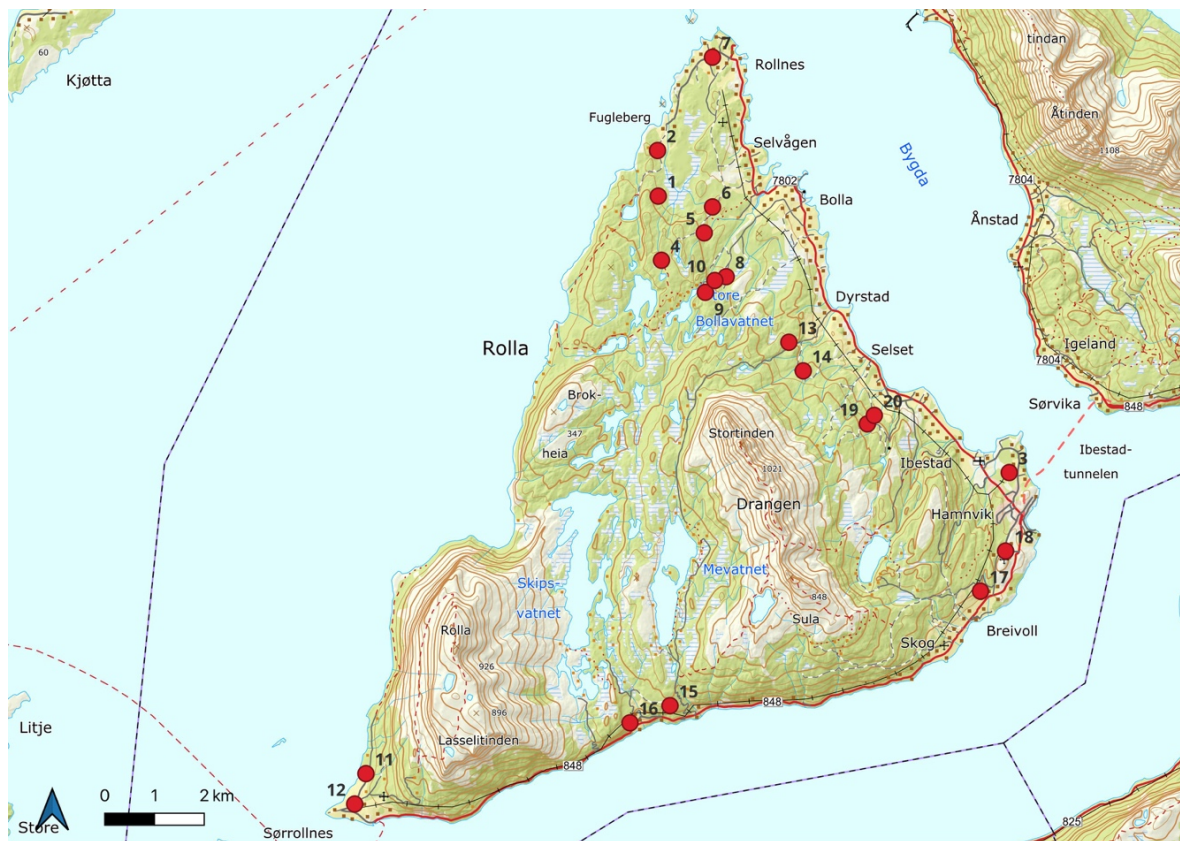 tindan
60
7
Kjøtta
Rollnes
Åtinden
Fugleberg
2
Selvågen
1108
Bygda
7802
7804
1
6
Bolla
5
Ånstad
4
10
8
tore
9
Dyrstad
Bollavatnet
13
Rolla
Selset
Igeland
14
7804
Brok-
Sørvika
848
19
20
347
Stortinden
heia
Ibestad
Ibestad-
1021
3
tunnelen
Drangen
Hamnvik
18
Mevatnet
Skips-
17
vatnet
848
Sula
Rolla
Breivoll
Skog
926
15
848
896
16
Litje
Lasselitinden
848
11
12
0 1 2 km
Store
825
Sørrollnes